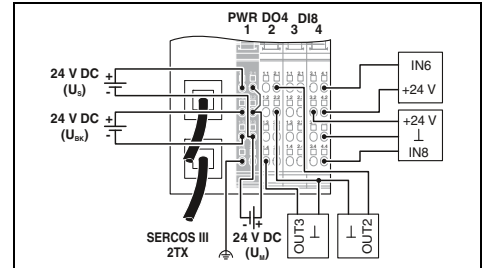 PWR DO4 DI8
1 2 3 4
24 V DC
(US)
+
-
24 V DC
(UBK)
+
-
IN6
+24 V
+24 V
⊥
IN8
SERCOS III
2TX
- +
24 V DC
(UM)
OUT3
⊥
⊥
OUT2